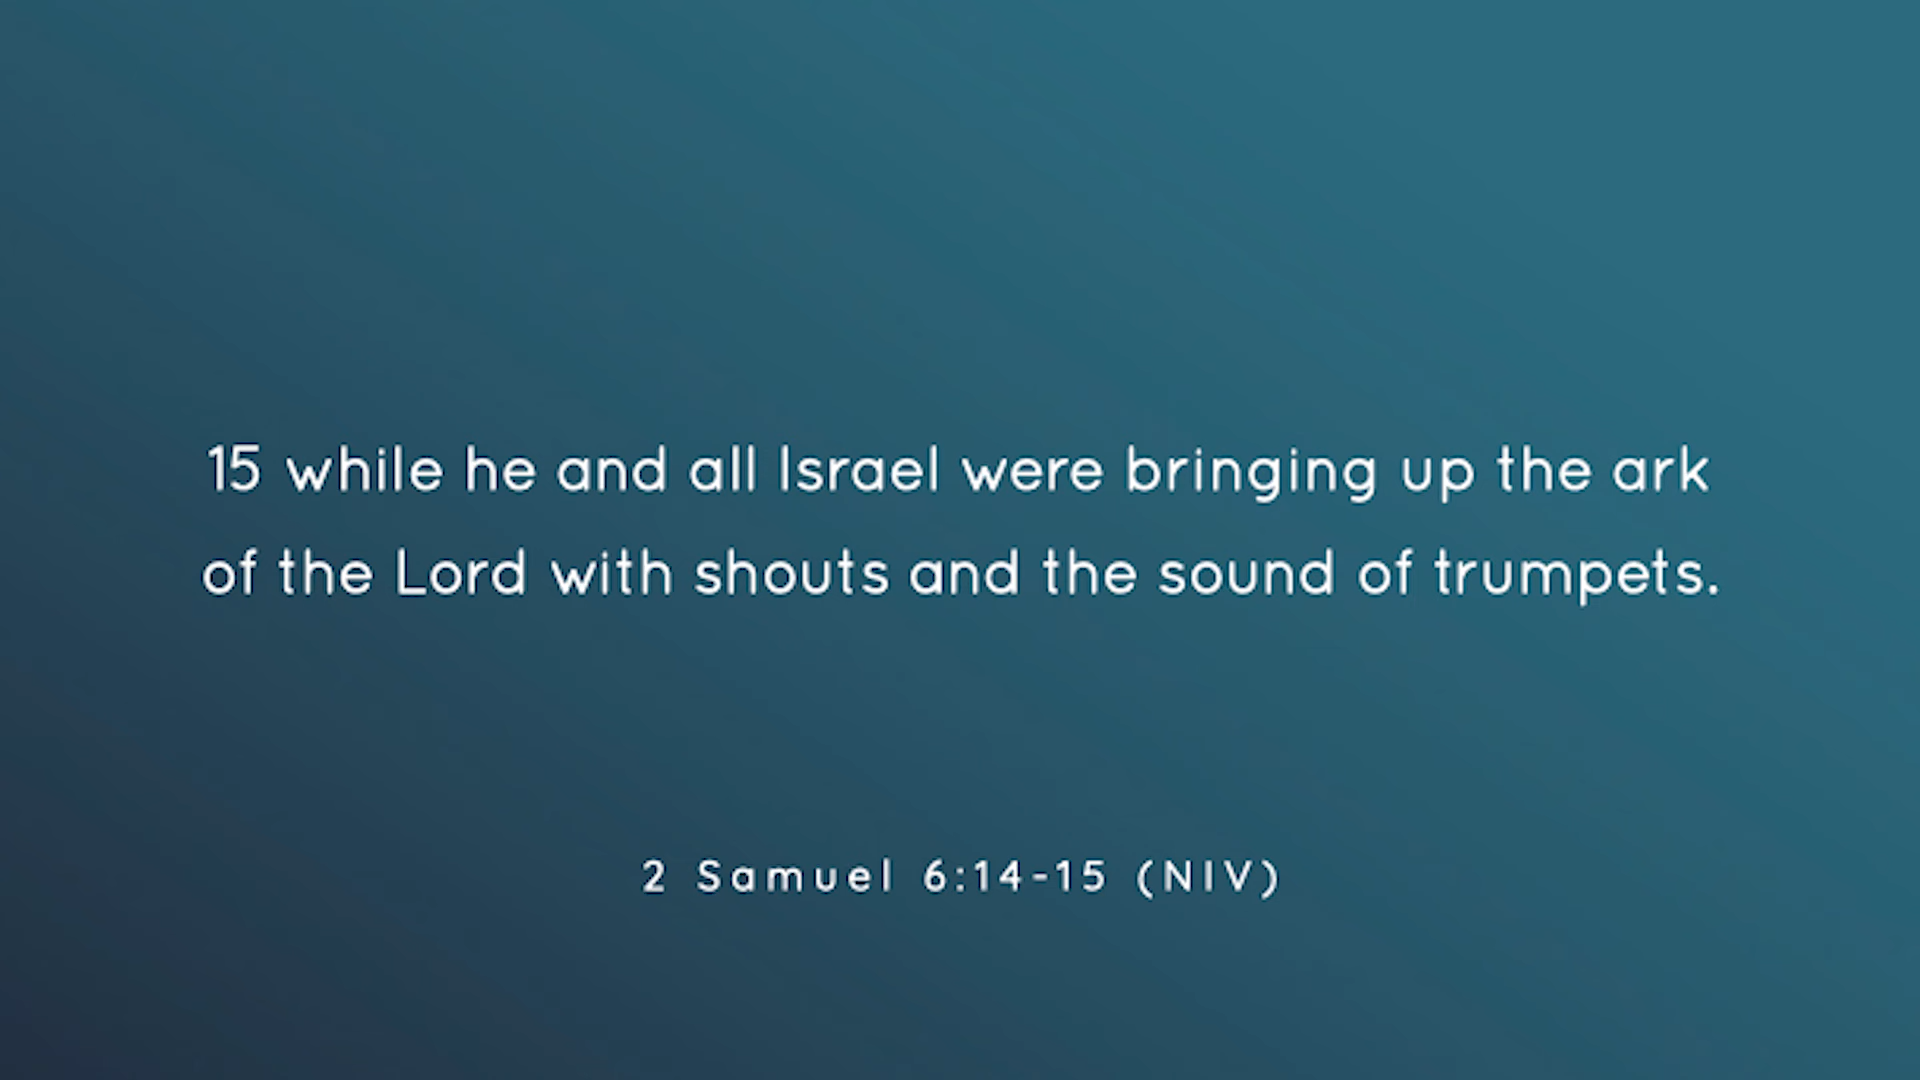 15 while he and all Israel were bringing up the ark
of the Lord with shouts and the sound of trumpets.
2 Samuel 6:14-15 (NIV)